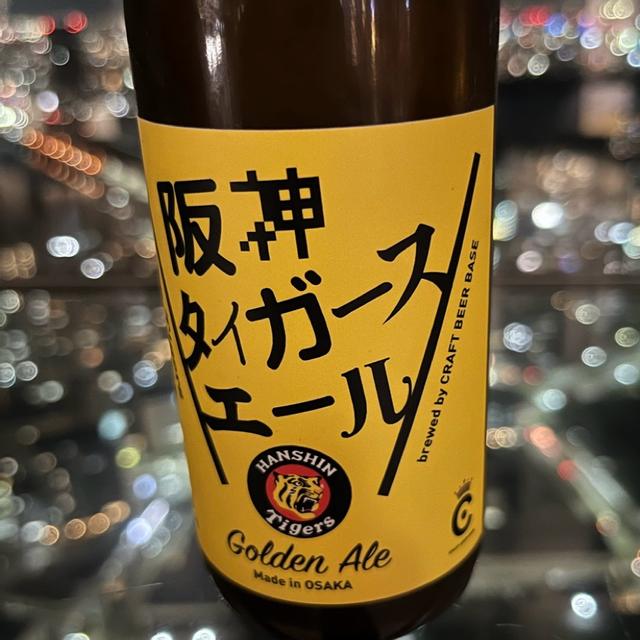 阪神
タイガース
エール
brewed by CRAFT BEER BASE
HANSHIN
Tigers
Golden Ale
Made in OSAKA